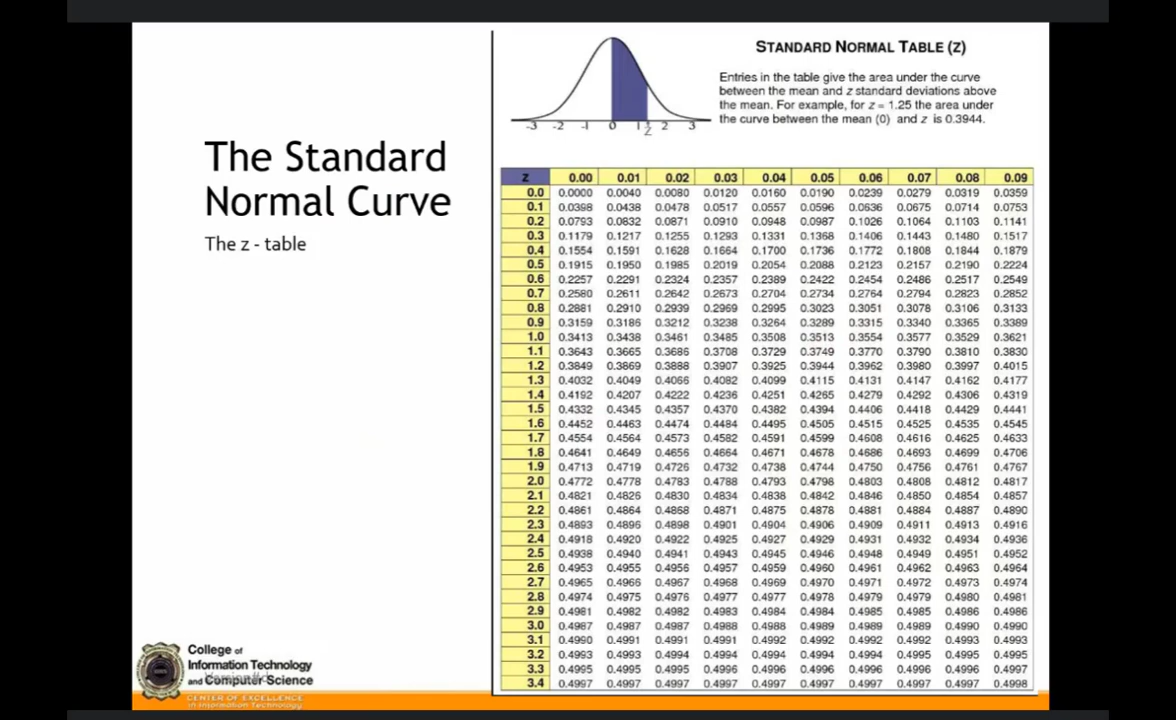 The Standard
Normal Curve
The z - table
STANDARD NORMAL TABLE (Z)
Entries in the table give the area under the curve
between the mean and z standard deviations above
the mean. For example, for z = 1.25 the area under
the curve between the mean (0) and z is 0.3944.
-3 -2 -1 0 1 Z 2 3
z 0.00 0.01 0.02 0.03 0.04 0.05 0.06 0.07 0.08 0.09
0.0 0.0000 0.0040 0.0080 0.0120 0.0160 0.0190 0.0239 0.0279 0.0319 0.0359
0.1 0.0398 0.0438 0.0478 0.0517 0.0557 0.0596 0.0636 0.0675 0.0714 0.0753
0.2 0.0793 0.0832 0.0871 0.0910 0.0948 0.0987 0.1026 0.1064 0.1103 0.1141
0.3 0.1179 0.1217 0.1255 0.1293 0.1331 0.1368 0.1406 0.1443 0.1480 0.1517
0.4 0.1554 0.1591 0.1628 0.1664 0.1700 0.1736 0.1772 0.1808 0.1844 0.1879
0.5 0.1915 0.1950 0.1985 0.2019 0.2054 0.2088 0.2123 0.2157 0.2190 0.2224
0.6 0.2257 0.2291 0.2324 0.2357 0.2389 0.2422 0.2454 0.2486 0.2517 0.2549
0.7 0.2580 0.2611 0.2642 0.2673 0.2704 0.2734 0.2764 0.2794 0.2823 0.2852
0.8 0.2881 0.2910 0.2939 0.2969 0.2995 0.3023 0.3051 0.3078 0.3106 0.3133
0.9 0.3159 0.3186 0.3212 0.3238 0.3264 0.3289 0.3315 0.3340 0.3365 0.3389
1.0 0.3413 0.3438 0.3461 0.3485 0.3508 0.3513 0.3554 0.3577 0.3529 0.3621
1.1 0.3643 0.3665 0.3686 0.3708 0.3729 0.3749 0.3770 0.3790 0.3810 0.3830
1.2 0.3849 0.3869 0.3888 0.3907 0.3925 0.3944 0.3962 0.3980 0.3997 0.4015
1.3 0.4032 0.4049 0.4066 0.4082 0.4099 0.4115 0.4131 0.4147 0.4162 0.4177
1.4 0.4192 0.4207 0.4222 0.4236 0.4251 0.4265 0.4279 0.4292 0.4306 0.4319
1.5 0.4332 0.4345 0.4357 0.4370 0.4382 0.4394 0.4406 0.4418 0.4429 0.4441
1.6 0.4452 0.4463 0.4474 0.4484 0.4495 0.4505 0.4515 0.4525 0.4535 0.4545
1.7 0.4554 0.4564 0.4573 0.4582 0.4591 0.4599 0.4608 0.4616 0.4625 0.4633
1.8 0.4641 0.4649 0.4656 0.4664 0.4671 0.4678 0.4686 0.4693 0.4699 0.4706
1.9 0.4713 0.4719 0.4726 0.4732 0.4738 0.4744 0.4750 0.4756 0.4761 0.4767
2.0 0.4772 0.4778 0.4783 0.4788 0.4793 0.4798 0.4803 0.4808 0.4812 0.4817
2.1 0.4821 0.4826 0.4830 0.4834 0.4838 0.4842 0.4846 0.4850 0.4854 0.4857
2.2 0.4861 0.4864 0.4868 0.4871 0.4875 0.4878 0.4881 0.4884 0.4887 0.4890
2.3 0.4893 0.4896 0.4898 0.4901 0.4904 0.4906 0.4909 0.4911 0.4913 0.4916
2.4 0.4918 0.4920 0.4922 0.4925 0.4927 0.4929 0.4931 0.4932 0.4934 0.4936
2.5 0.4938 0.4940 0.4941 0.4943 0.4945 0.4946 0.4948 0.4949 0.4951 0.4952
2.6 0.4953 0.4955 0.4956 0.4957 0.4959 0.4960 0.4961 0.4962 0.4963 0.4964
2.7 0.4965 0.4966 0.4967 0.4968 0.4969 0.4970 0.4971 0.4972 0.4973 0.4974
2.8 0.4974 0.4975 0.4976 0.4977 0.4977 0.4978 0.4979 0.4979 0.4980 0.4981
2.9 0.4981 0.4982 0.4982 0.4983 0.4984 0.4984 0.4985 0.4985 0.4986 0.4986
3.0 0.4987 0.4987 0.4987 0.4988 0.4988 0.4989 0.4989 0.4989 0.4990 0.4990
3.1 0.4990 0.4991 0.4991 0.4991 0.4992 0.4992 0.4992 0.4992 0.4993 0.4993
3.2 0.4993 0.4993 0.4994 0.4994 0.4994 0.4994 0.4994 0.4995 0.4995 0.4995
3.3 0.4995 0.4995 0.4995 0.4996 0.4996 0.4996 0.4996 0.4996 0.4996 0.4997
3.4 0.4997 0.4997 0.4997 0.4997 0.4997 0.4997 0.4997 0.4997 0.4997 0.4998
College of
Information Technology
and Computer Science
CENTER OF EXCELLENCE
in Information Technology